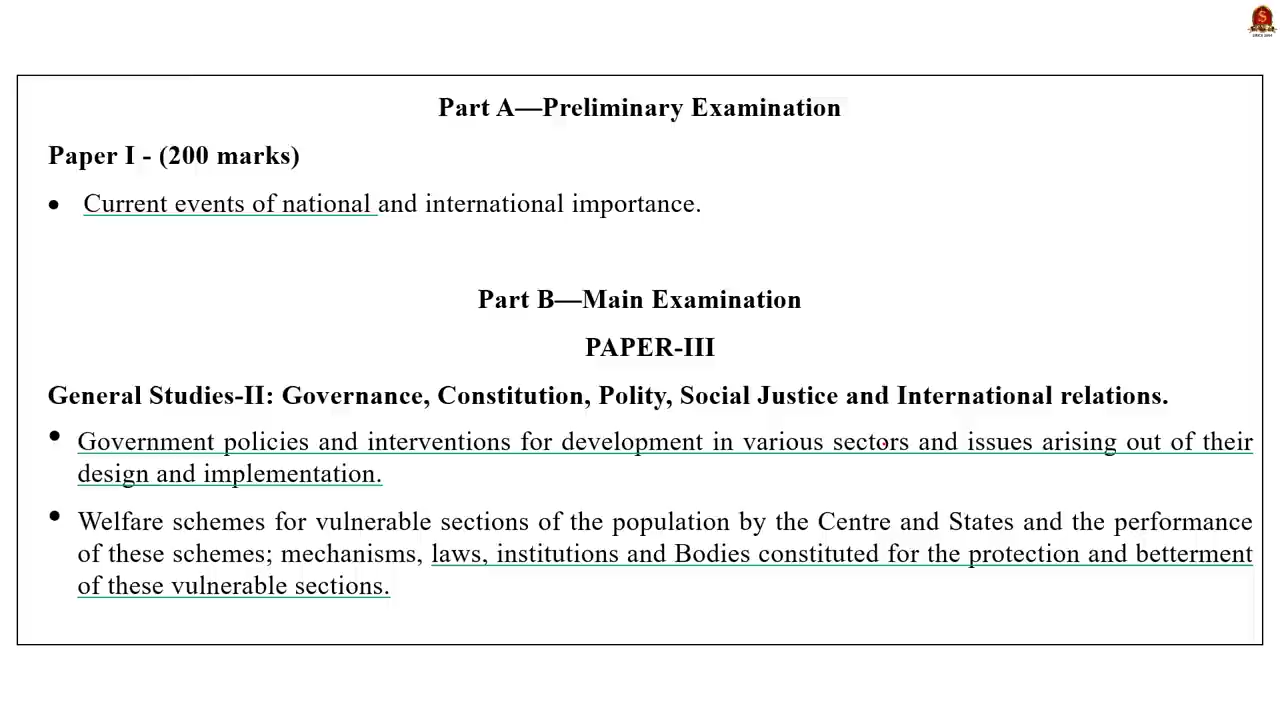 Part A—Preliminary Examination
Paper I - (200 marks)
• Current events of national and international importance.
Part B—Main Examination
PAPER-III
General Studies-II: Governance, Constitution, Polity, Social Justice and International relations.
• Government policies and interventions for development in various sectors and issues arising out of their
design and implementation.
• Welfare schemes for vulnerable sections of the population by the Centre and States and the performance
of these schemes; mechanisms, laws, institutions and Bodies constituted for the protection and betterment
of these vulnerable sections.